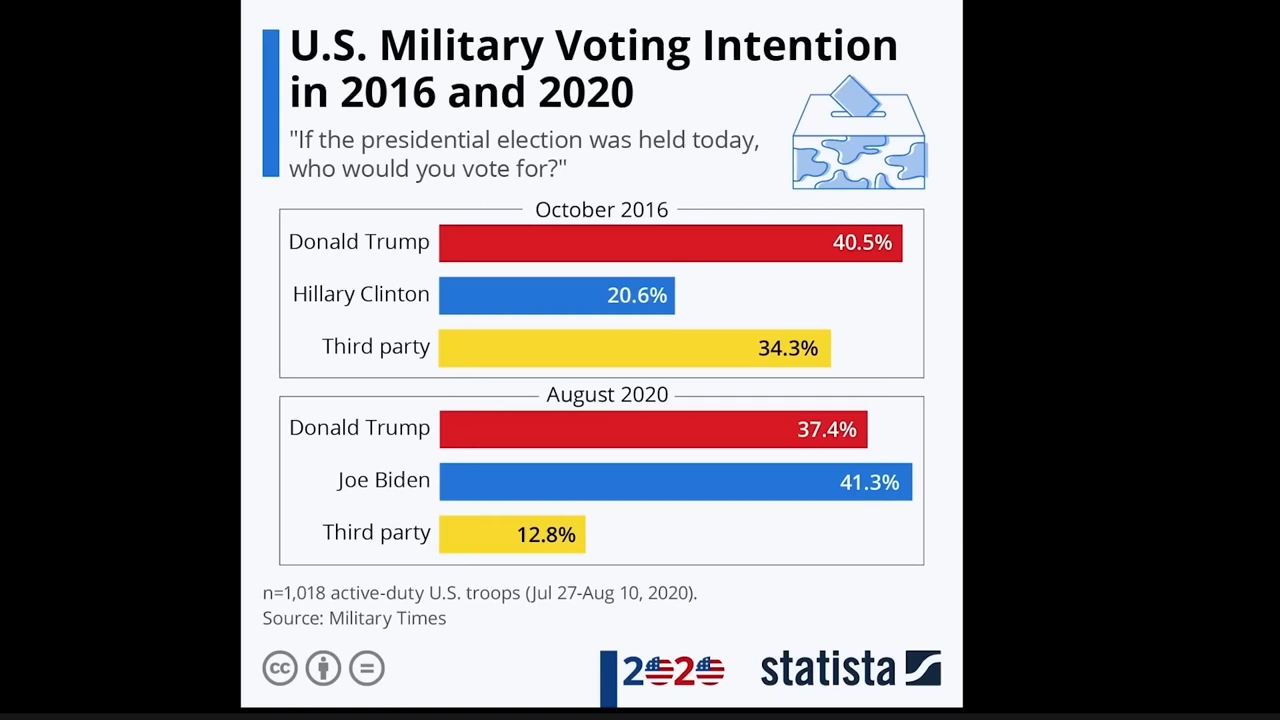 U.S. Military Voting Intention
in 2016 and 2020
"If the presidential election was held today,
who would you vote for?"
October 2016
Donald Trump 40.5%
Hillary Clinton 20.6%
Third party 34.3%
August 2020
Donald Trump 37.4%
Joe Biden 41.3%
Third party 12.8%
n=1,018 active-duty U.S. troops (Jul 27-Aug 10, 2020).
Source: Military Times
cc 2020 statista